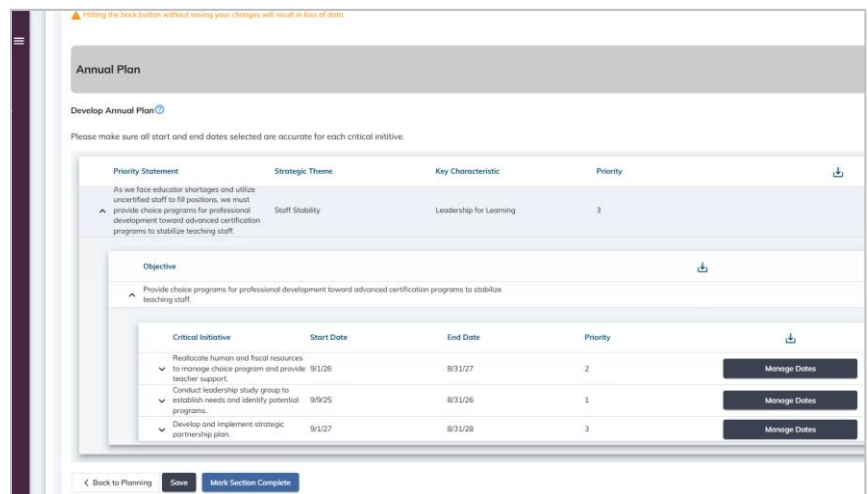 Hitting the back button without saving your changes will result in loss of data.
Annual Plan
Develop Annual Plan
Please make sure all start and end dates selected are accurate for each critical inititive.
Priority Statement Strategic Theme Key Characteristic Priority
As we face educator shortages and utilize
uncertified staff to fill positions, we must
provide choice programs for professional
development toward advanced certification
programs to stabilize teaching staff.
Staff Stability Leadership for Learning 3
Objective
Provide choice programs for professional development toward advanced certification programs to stabilize
teaching staff.
Critical Initiative Start Date End Date Priority
Reallocate human and fiscal resources
to manage choice program and provide
teacher support.
9/1/26 8/31/27 2 Manage Dates
Conduct leadership study group to
establish needs and identify potential
programs.
9/9/25 8/31/26 1 Manage Dates
Develop and implement strategic
partnership plan.
9/1/27 8/31/28 3 Manage Dates
Back to Planning Save Mark Section Complete